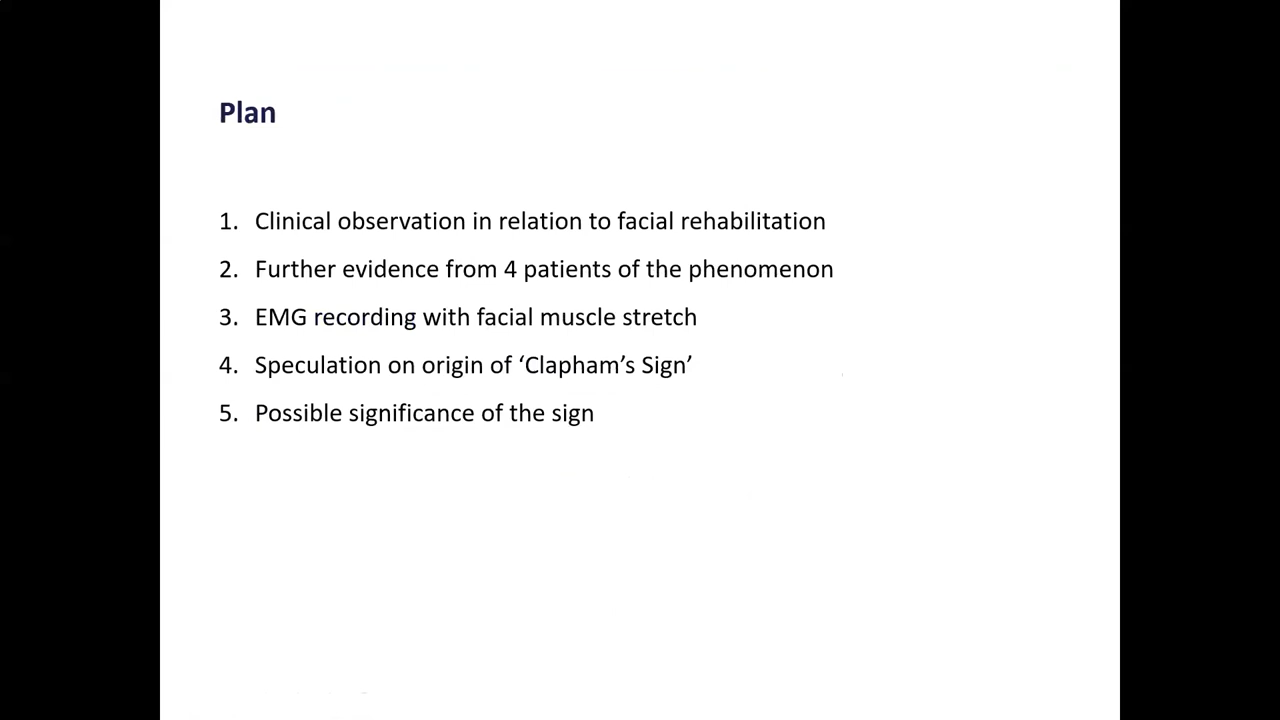 Plan
1. Clinical observation in relation to facial rehabilitation
2. Further evidence from 4 patients of the phenomenon
3. EMG recording with facial muscle stretch
4. Speculation on origin of ‘Clapham’s Sign’
5. Possible significance of the sign